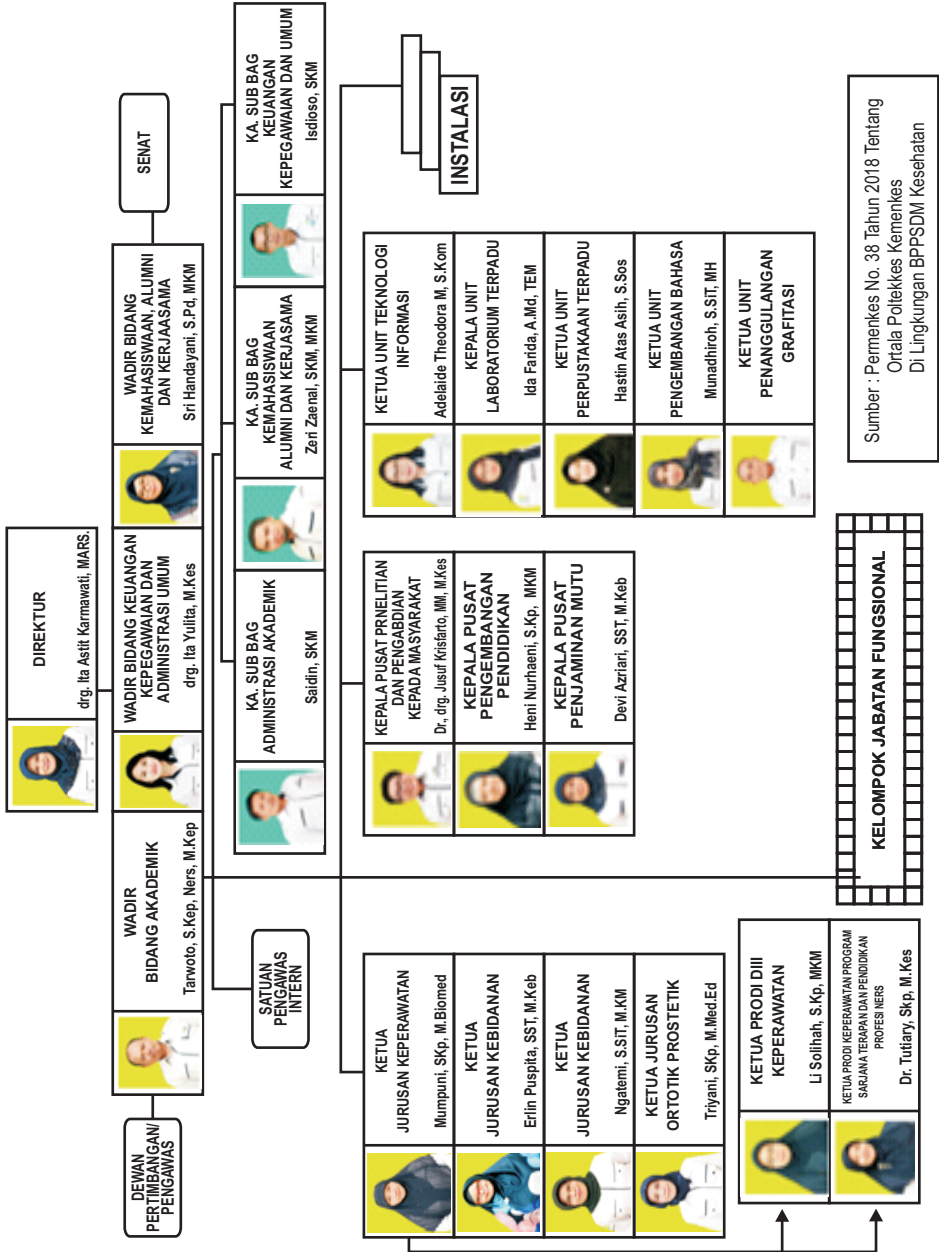 DIREKTUR
drg. Ita Astit Karmawati, MARS.
DEWAN
PERTIMBANGAN/
PENGAWAS
WADIR
BIDANG AKADEMIK
Tarwoto, S.Kep, Ners, M.Kep
WADIR BIDANG KEUANGAN
KEPEGAWAIAN DAN
ADMINISTRASI UMUM
drg. Ita Yulita, M.Kes
WADIR BIDANG
KEMAHASISWAAN, ALUMNI
DAN KERJAASAMA
Sri Handayani, S.Pd, MKM
SENAT
SATUAN
PENGAWAS
INTERN
KA. SUB BAG
ADMINISTRASI AKADEMIK
Saidin, SKM
KA. SUB BAG
KEMAHASISWAAN
ALUMNI DAN KERJASAMA
Zeri Zaenal, SKM, MKM
KA. SUB BAG
KEUANGAN
KEPEGAWAIAN DAN UMUM
Isdioso, SKM
KETUA
JURUSAN KEPERAWATAN
Mumpuni, SKp, M.Biomed
KETUA
JURUSAN KEBIDANAN
Erlin Puspita, SST, M.Keb
KETUA
JURUSAN KEBIDANAN
Ngatemi, S.SiT, M.KM
KETUA JURUSAN
ORTOTIK PROSTETIK
Triyani, SKp, M.Med.Ed
KEPALA PUSAT PRNELITIAN
DAN PENGABDIAN
KEPADA MASYARAKAT
Dr., drg. Jusuf Krisfarto, MM, M.Kes
KEPALA PUSAT
PENGEMBANGAN
PENDIDIKAN
Heni Nurhaeni, S.Kp, MKM
KEPALA PUSAT
PENJAMINAN MUTU
Devi Azriari, SST, M.Keb
KETUA UNIT TEKNOLOGI
INFORMASI
Adelaide Theodora M, S.Kom
KEPALA UNIT
LABORATORIUM TERPADU
Ida Farida, A.Md, TEM
KETUA UNIT
PERPUSTAKAAN TERPADU
Hastin Atas Asih, S.Sos
KETUA UNIT
PENGEMBANGAN BAHASA
Munadhiroh, S.SiT, MH
KETUA UNIT
PENANGGULANGAN
GRAFITASI
INSTALASI
KETUA PRODI DIII
KEPERAWATAN
Li Solihah, S.Kp, MKM
KETUA PRODI KEPERAWATAN PROGRAM
SARJANA TERAPAN DAN PENDIDIKAN
PROFESI NERS
Dr. Tutiary, Skp, M.Kes
KELOMPOK JABATAN FUNGSIONAL
Sumber : Permenkes No. 38 Tahun 2018 Tentang
Ortala Poltekkes Kemenkes
Di Lingkungan BPPSDM Kesehatan